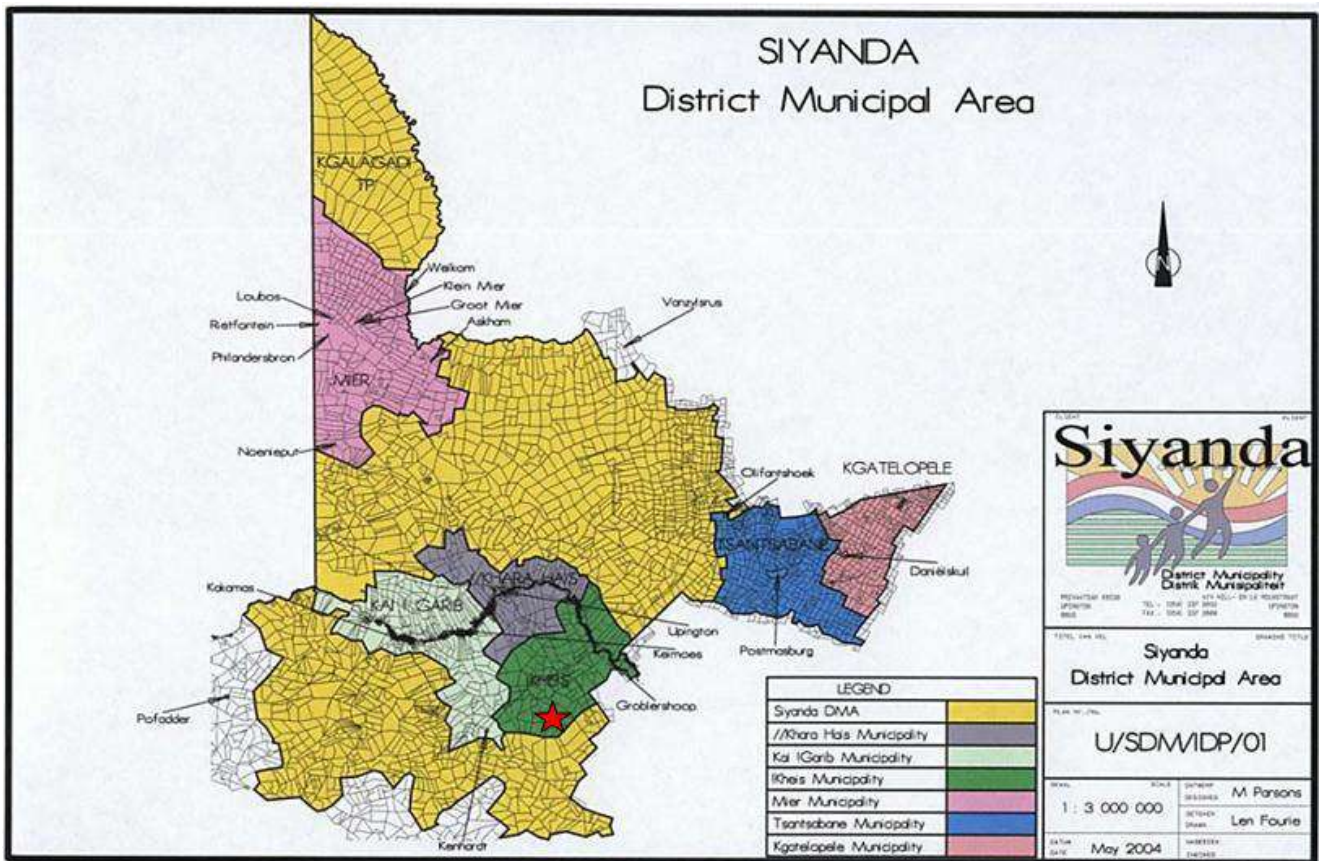 SIYANDA
District Municipal Area
KGALAGADI
TP
Welkom
Klein Mier
Groot Mier
Askham
Loubos
Rietfontein
Philandersbron
MIER
Noenieput
Vanzylsrus
Olifantshoek
KGATELOPELE
TSANTSABANE
Daniëlskuil
Kakamas
KAI ! GARIB
//KHARA HAIS
Upington
Keimoes
Postmasburg
!KHEIS
Groblershoop
Pofadder
Kenhardt
N
LEGEND
Siyanda DMA
//Khara Hais Municipality
Kai !Garib Municipality
!Kheis Municipality
Mier Municipality
Tsantsabane Municipality
Kgatelopele Municipality
Siyanda
District Municipality
Distrik Munisipaliteit
Siyanda
District Municipal Area
U/SDM/IDP/01
SCALE
1 : 3 000 000
M Parsons
Len Fourie
DATE
May 2004